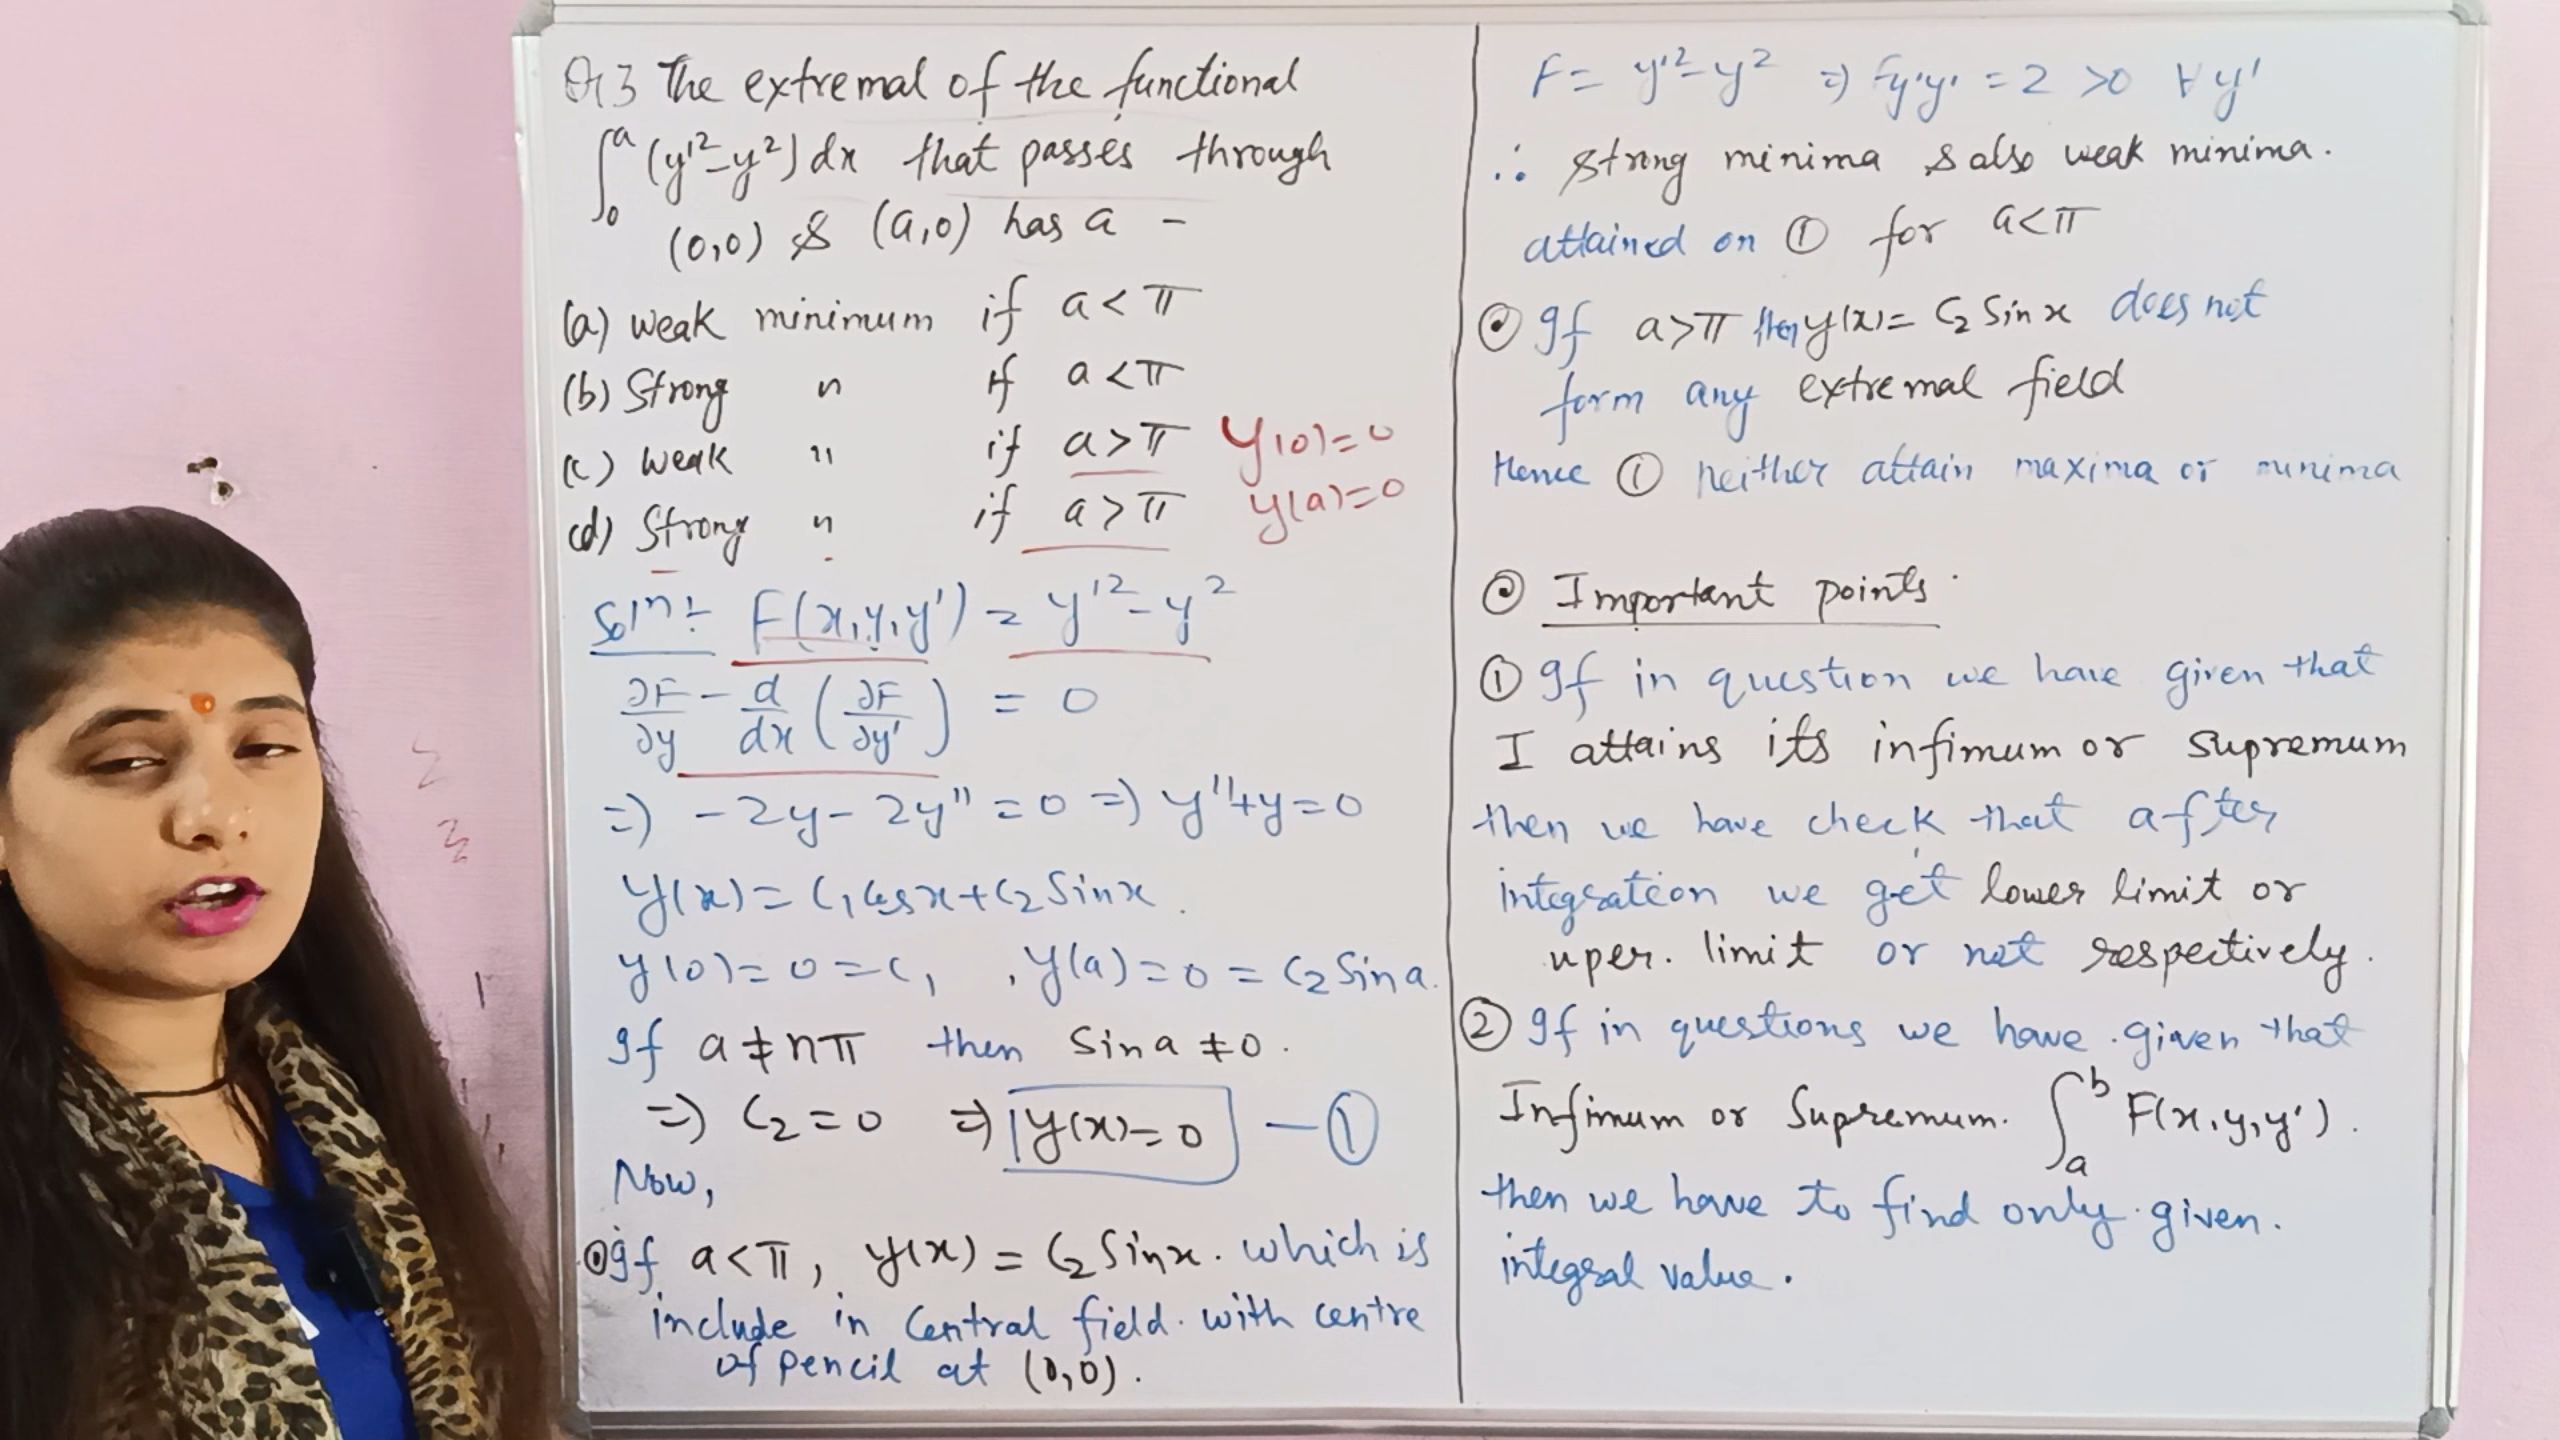 Q3 The extremal of the functional
∫₀ᵃ (y'² - y²) dx that passes through
(0,0) & (a,0) has a -
(a) weak minimum if a < π
(b) Strong " if a < π
(c) Weak " if a > π
(d) Strong " if a > π
y(0) = 0
y(a) = 0
Solⁿ:- F(x,y,y') = y'² - y²
∂F/∂y - d/dx (∂F/∂y') = 0
=) -2y - 2y" = 0 =) y" + y = 0
y(x) = C₁ Cos x + C₂ Sin x.
y(0) = 0 = C₁, y(a) = 0 = C₂ Sin a.
If a ≠ nπ then Sin a ≠ 0.
=) C₂ = 0 =) y(x) = 0 — ①
Now,
If a < π, y(x) = C₂ Sin x. which is
include in Central field. with centre
of pencil at (0,0).
F = y'² - y² =) Fy'y' = 2 > 0 ∀ y'
∴ Strong minima & also weak minima.
attained on ① for a < π
If a > π then y(x) = C₂ Sin x does not
form any extremal field
Hence ① neither attain maxima or minima
Important points.
① If in question we have given that
I attains its infimum or supremum
then we have check that after
integration we get lower limit or
uper. limit or not respectively.
② If in questions we have given that
Infimum or Supremum. ∫ₐᵇ F(x,y,y').
then we have to find only given.
integral value.